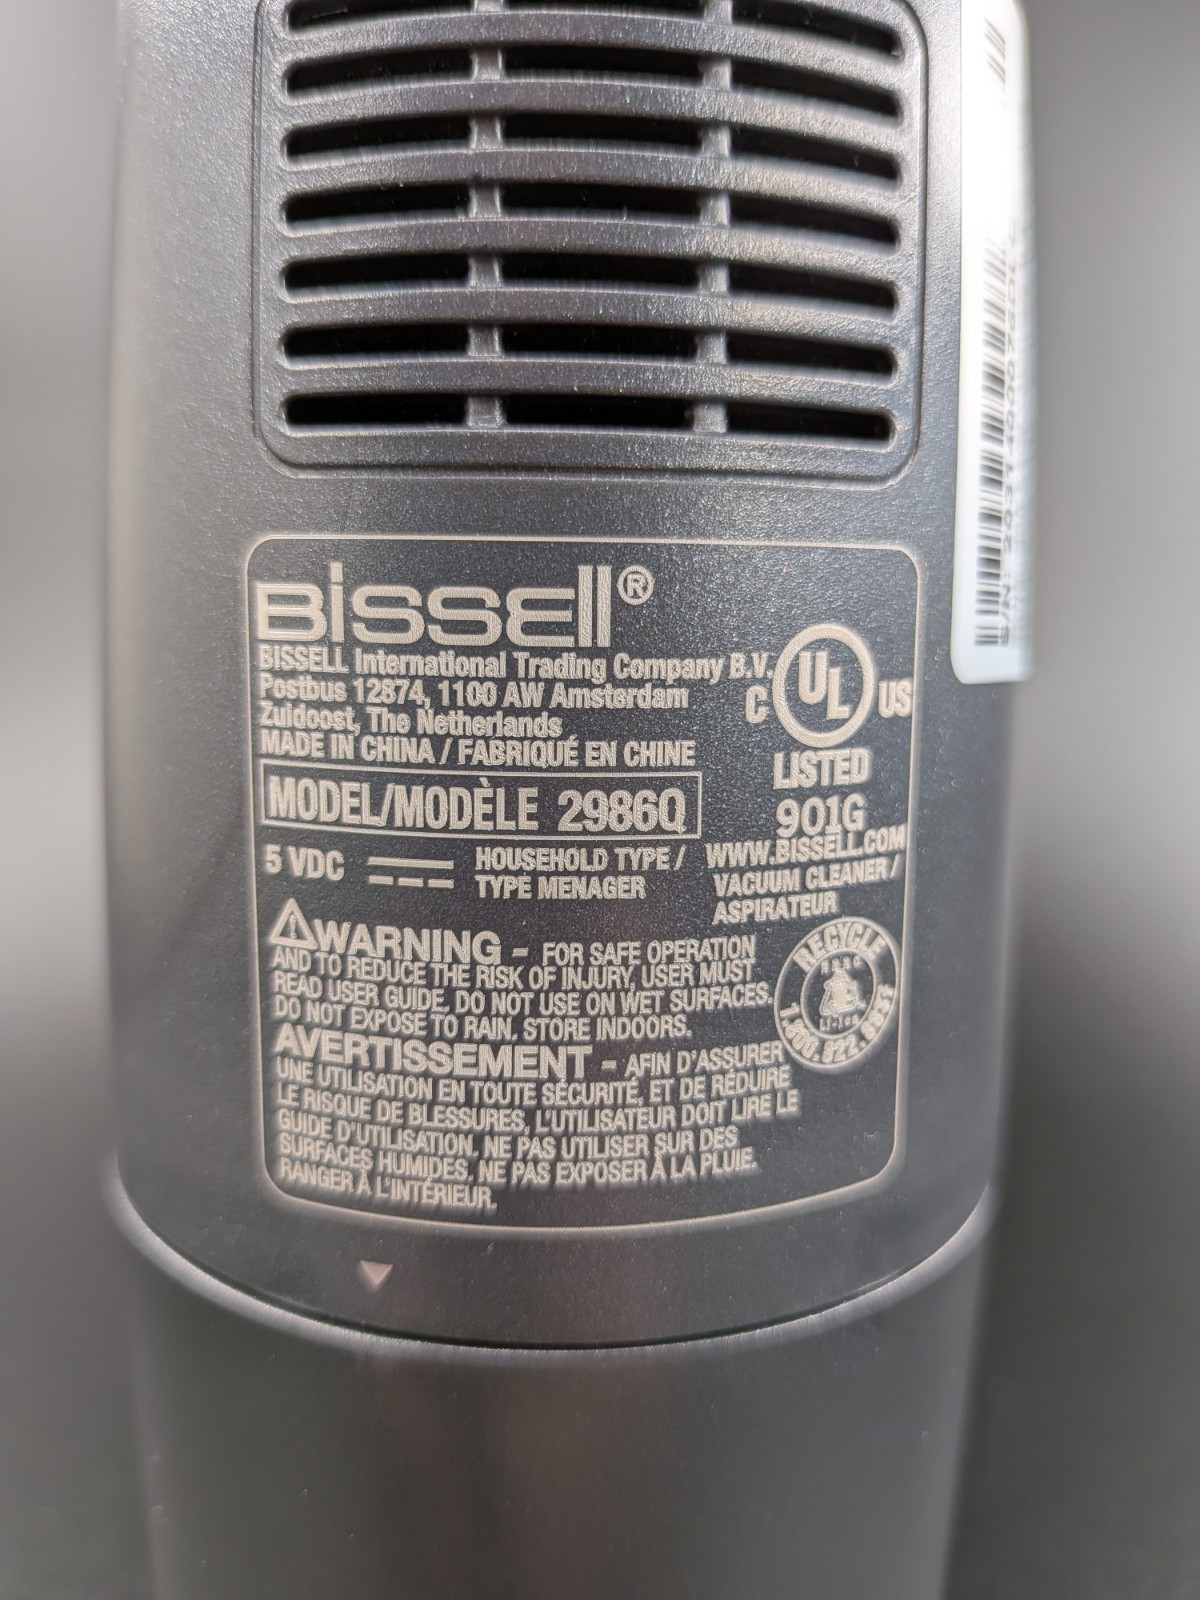 BISSELL®
BISSELL International Trading Company B.V.
Postbus 12874, 1100 AW Amsterdam
Zuidoost, The Netherlands
MADE IN CHINA / FABRIQUÉ EN CHINE
C UL US
LISTED
901G
MODEL/MODÈLE 2986Q
5 VDC
HOUSEHOLD TYPE /
TYPE MENAGER
WWW.BISSELL.COM
VACUUM CLEANER /
ASPIRATEUR
WARNING - FOR SAFE OPERATION
AND TO REDUCE THE RISK OF INJURY, USER MUST
READ USER GUIDE. DO NOT USE ON WET SURFACES.
DO NOT EXPOSE TO RAIN. STORE INDOORS.
AVERTISSEMENT - AFIN D'ASSURER
UNE UTILISATION EN TOUTE SÉCURITÉ, ET DE RÉDUIRE
LE RISQUE DE BLESSURES, L'UTILISATEUR DOIT LIRE LE
GUIDE D'UTILISATION. NE PAS UTILISER SUR DES
SURFACES HUMIDES. NE PAS EXPOSER À LA PLUIE.
RANGER À L'INTÉRIEUR.
RECYCLE
Li-Ion
S/N: